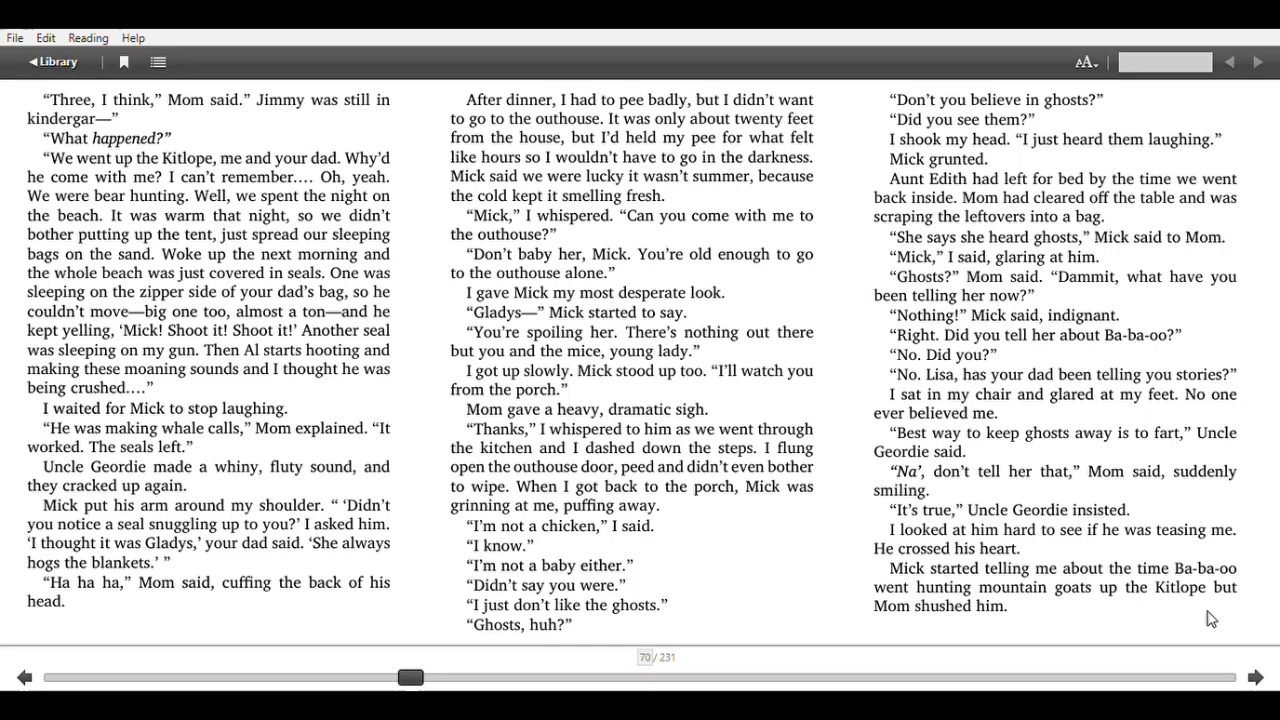 File Edit Reading Help
Library
AA
“Three, I think,” Mom said.” Jimmy was still in
kindergar—”
“What happened?”
“We went up the Kitlope, me and your dad. Why’d
he come with me? I can’t remember.… Oh, yeah.
We were bear hunting. Well, we spent the night on
the beach. It was warm that night, so we didn’t
bother putting up the tent, just spread our sleeping
bags on the sand. Woke up the next morning and
the whole beach was just covered in seals. One was
sleeping on the zipper side of your dad’s bag, so he
couldn’t move—big one too, almost a ton—and he
kept yelling, ‘Mick! Shoot it! Shoot it!’ Another seal
was sleeping on my gun. Then Al starts hooting and
making these moaning sounds and I thought he was
being crushed.…”
I waited for Mick to stop laughing.
“He was making whale calls,” Mom explained. “It
worked. The seals left.”
Uncle Geordie made a whiny, fluty sound, and
they cracked up again.
Mick put his arm around my shoulder. “ ‘Didn’t
you notice a seal snuggling up to you?’ I asked him.
‘I thought it was Gladys,’ your dad said. ‘She always
hogs the blankets.’ ”
“Ha ha ha,” Mom said, cuffing the back of his
head.
After dinner, I had to pee badly, but I didn’t want
to go to the outhouse. It was only about twenty feet
from the house, but I’d held my pee for what felt
like hours so I wouldn’t have to go in the darkness.
Mick said we were lucky it wasn’t summer, because
the cold kept it smelling fresh.
“Mick,” I whispered. “Can you come with me to
the outhouse?”
“Don’t baby her, Mick. You’re old enough to go
to the outhouse alone.”
I gave Mick my most desperate look.
“Gladys—” Mick started to say.
“You’re spoiling her. There’s nothing out there
but you and the mice, young lady.”
I got up slowly. Mick stood up too. “I’ll watch you
from the porch.”
Mom gave a heavy, dramatic sigh.
“Thanks,” I whispered to him as we went through
the kitchen and I dashed down the steps. I flung
open the outhouse door, peed and didn’t even bother
to wipe. When I got back to the porch, Mick was
grinning at me, puffing away.
“I’m not a chicken,” I said.
“I know.”
“I’m not a baby either.”
“Didn’t say you were.”
“I just don’t like the ghosts.”
“Ghosts, huh?”
“Don’t you believe in ghosts?”
“Did you see them?”
I shook my head. “I just heard them laughing.”
Mick grunted.
Aunt Edith had left for bed by the time we went
back inside. Mom had cleared off the table and was
scraping the leftovers into a bag.
“She says she heard ghosts,” Mick said to Mom.
“Mick,” I said, glaring at him.
“Ghosts?” Mom said. “Dammit, what have you
been telling her now?”
“Nothing!” Mick said, indignant.
“Right. Did you tell her about Ba-ba-oo?”
“No. Did you?”
“No. Lisa, has your dad been telling you stories?”
I sat in my chair and glared at my feet. No one
ever believed me.
“Best way to keep ghosts away is to fart,” Uncle
Geordie said.
“Na’, don’t tell her that,” Mom said, suddenly
smiling.
“It’s true,” Uncle Geordie insisted.
I looked at him hard to see if he was teasing me.
He crossed his heart.
Mick started telling me about the time Ba-ba-oo
went hunting mountain goats up the Kitlope but
Mom shushed him.
70 / 231